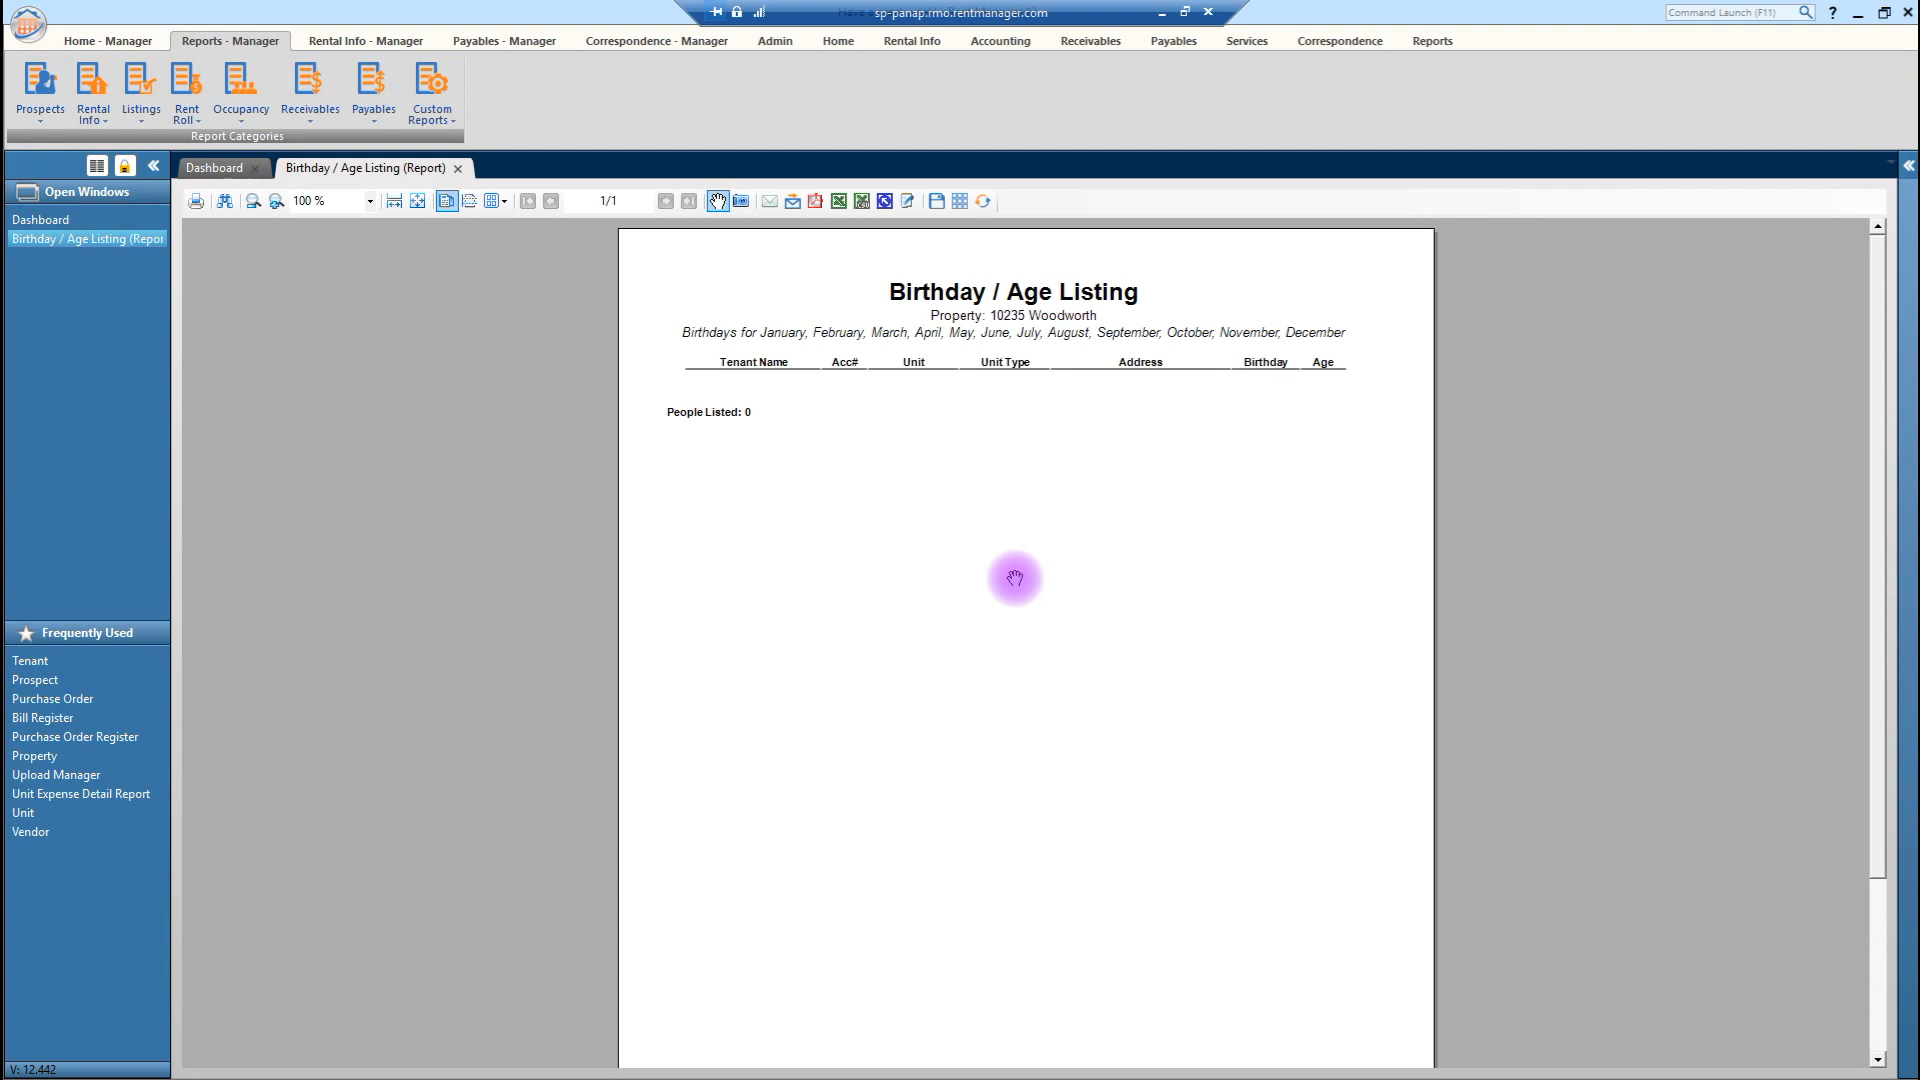 sp-panap.rmo.rentmanager.com
Command Launch (F11)
?
Home - Manager
Reports - Manager
Rental Info - Manager
Payables - Manager
Correspondence - Manager
Admin
Home
Rental Info
Accounting
Receivables
Payables
Services
Correspondence
Reports
Prospects
Rental Info
Listings
Rent Roll
Occupancy
Receivables
Payables
Custom Reports
Report Categories
Open Windows
Dashboard
Birthday / Age Listing (Repor
Dashboard
Birthday / Age Listing (Report)
100 %
1/1
Birthday / Age Listing
Property: 10235 Woodworth
Birthdays for January, February, March, April, May, June, July, August, September, October, November, December
Tenant Name Acc# Unit Unit Type Address Birthday Age
People Listed: 0
Frequently Used
Tenant
Prospect
Purchase Order
Bill Register
Purchase Order Register
Property
Upload Manager
Unit Expense Detail Report
Unit
Vendor
V: 12.442